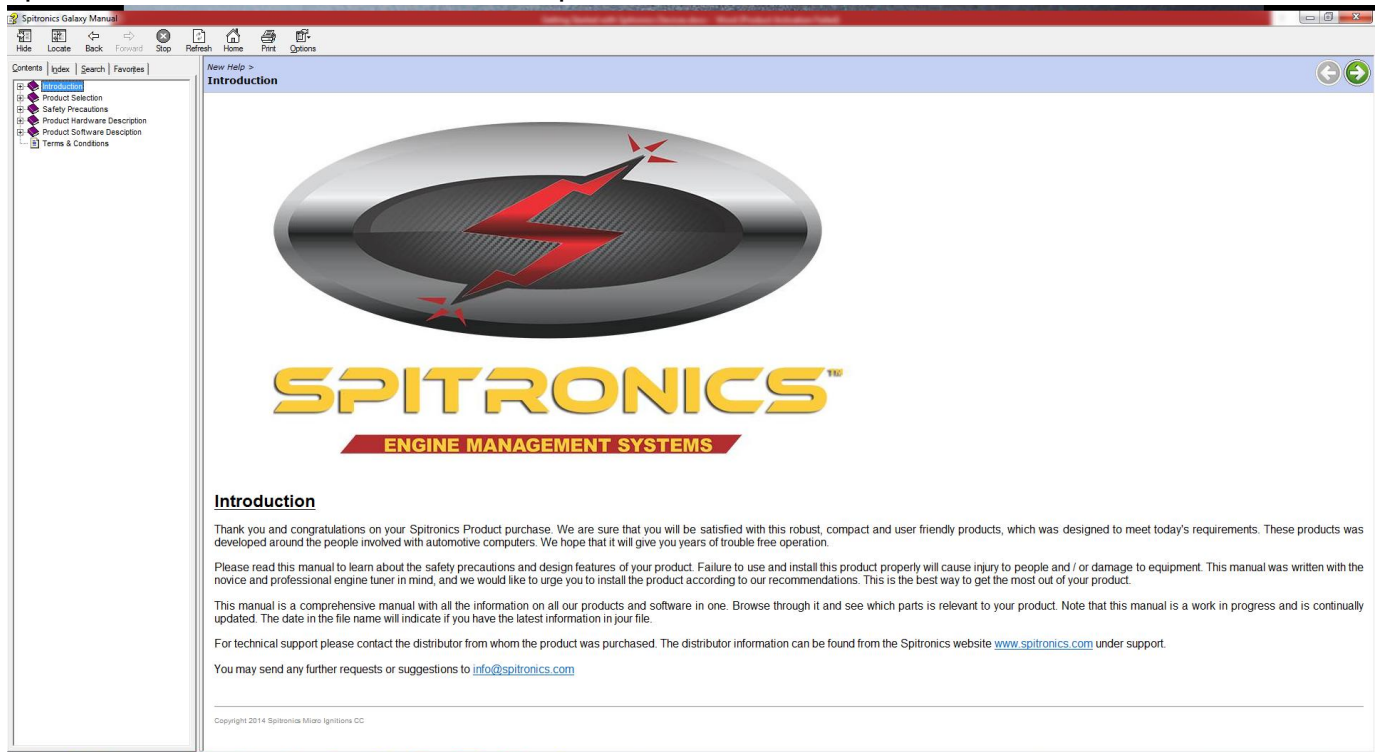 Spitronics Galaxy Manual
Hide Locate Back Forward Stop Refresh Home Print Options
Contents Index Search Favorites
Introduction
Product Selection
Safety Precautions
Product Hardware Description
Product Software Desciption
Terms & Conditions
New Help >
Introduction
SPITRONICS™
ENGINE MANAGEMENT SYSTEMS
Introduction
Thank you and congratulations on your Spitronics Product purchase. We are sure that you will be satisfied with this robust, compact and user friendly products, which was designed to meet today's requirements. These products was
developed around the people involved with automotive computers. We hope that it will give you years of trouble free operation.
Please read this manual to learn about the safety precautions and design features of your product. Failure to use and install this product properly will cause injury to people and / or damage to equipment. This manual was written with the
novice and professional engine tuner in mind, and we would like to urge you to install the product according to our recommendations. This is the best way to get the most out of your product.
This manual is a comprehensive manual with all the information on all our products and software in one. Browse through it and see which parts is relevant to your product. Note that this manual is a work in progress and is continually
updated. The date in the file name will indicate if you have the latest information in jour file.
For technical support please contact the distributor from whom the product was purchased. The distributor information can be found from the Spitronics website www.spitronics.com under support.
You may send any further requests or suggestions to info@spitronics.com
Copyright 2014 Spitronics Micro Ignitions CC